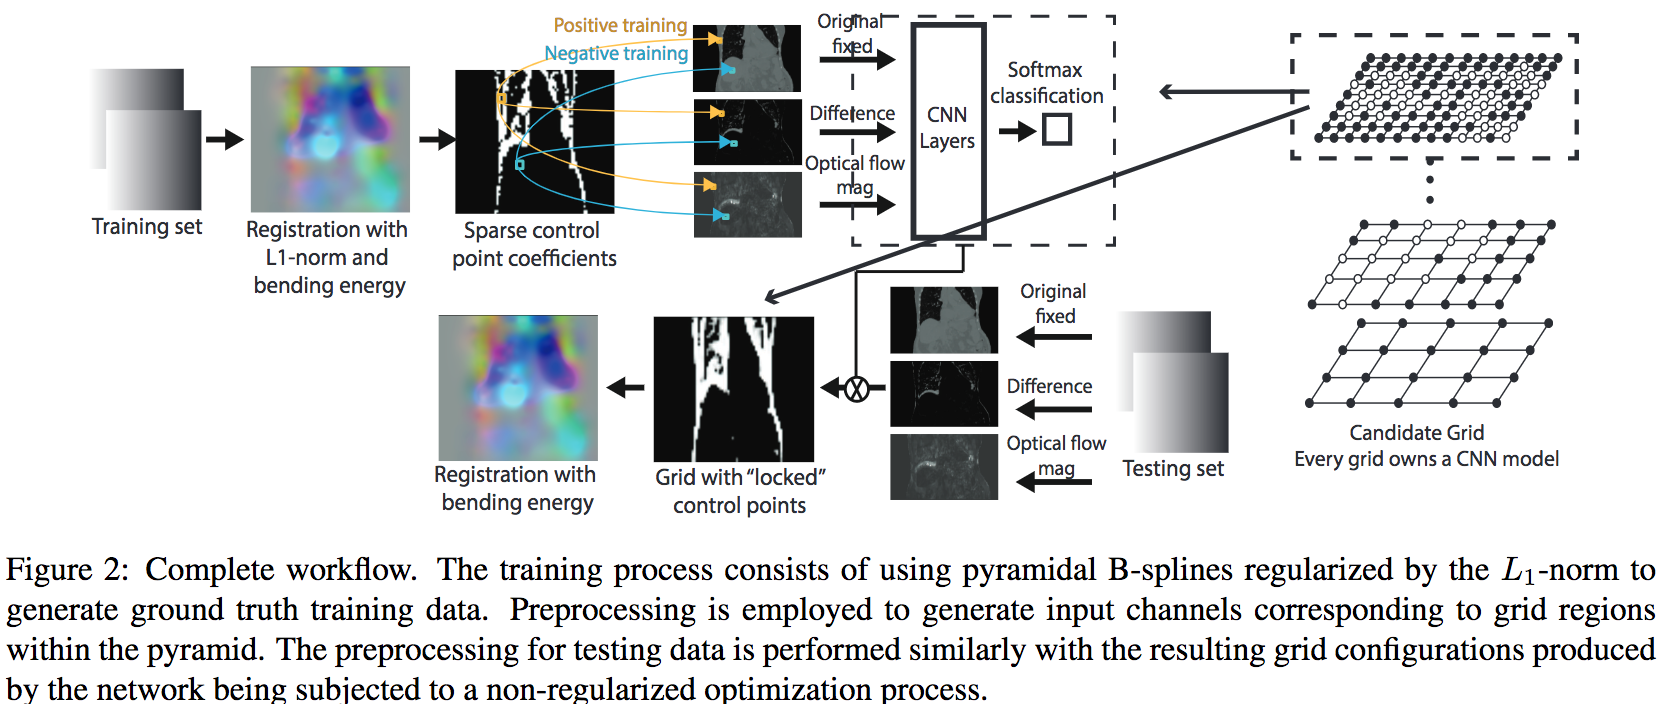 Positive training
Negative training
Original
fixed
Difference
Optical flow
mag
CNN
Layers
Softmax
classification
Training set
Registration with
L1-norm and
bending energy
Sparse control
point coefficients
Original
fixed
Difference
Optical flow
mag
Testing set
Registration with
bending energy
Grid with “locked”
control points
Candidate Grid
Every grid owns a CNN model
Figure 2: Complete workflow. The training process consists of using pyramidal B-splines regularized by the L₁-norm to
generate ground truth training data. Preprocessing is employed to generate input channels corresponding to grid regions
within the pyramid. The preprocessing for testing data is performed similarly with the resulting grid configurations produced
by the network being subjected to a non-regularized optimization process.